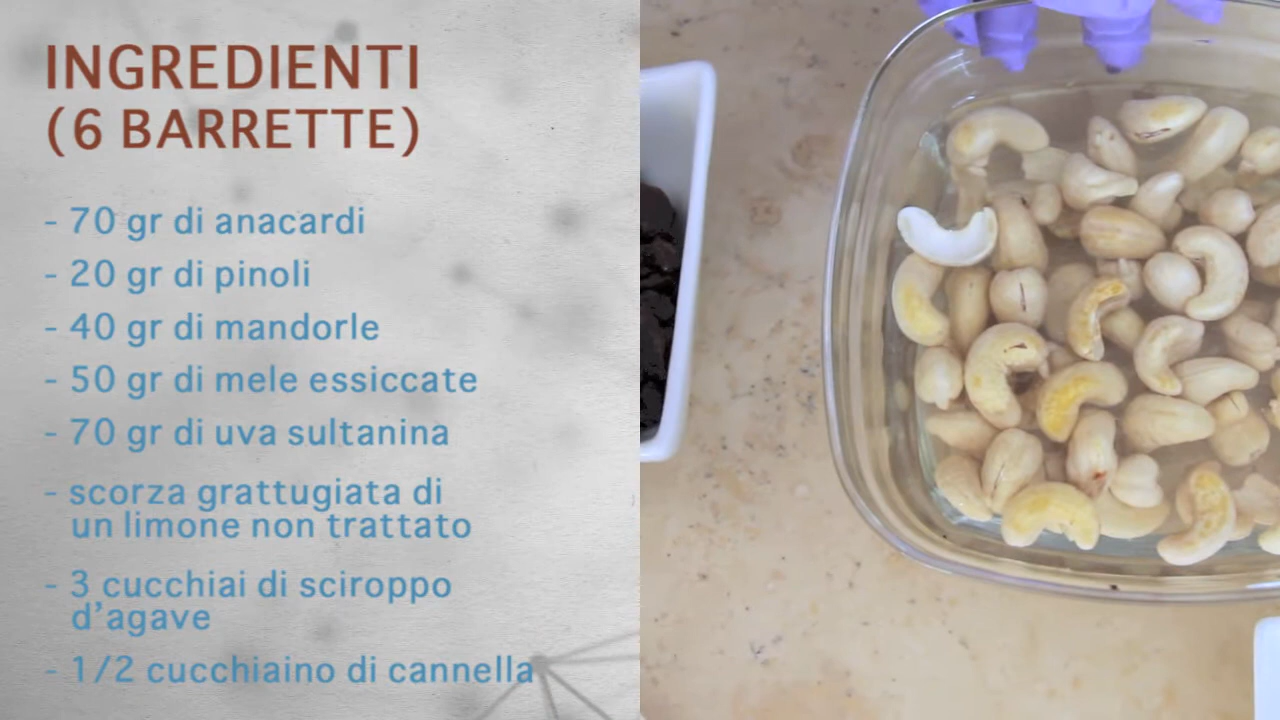 INGREDIENTI
(6 BARRETTE)
- 70 gr di anacardi
- 20 gr di pinoli
- 40 gr di mandorle
- 50 gr di mele essiccate
- 70 gr di uva sultanina
- scorza grattugiata di
un limone non trattato
- 3 cucchiai di sciroppo
d’agave
- 1/2 cucchiaino di cannella